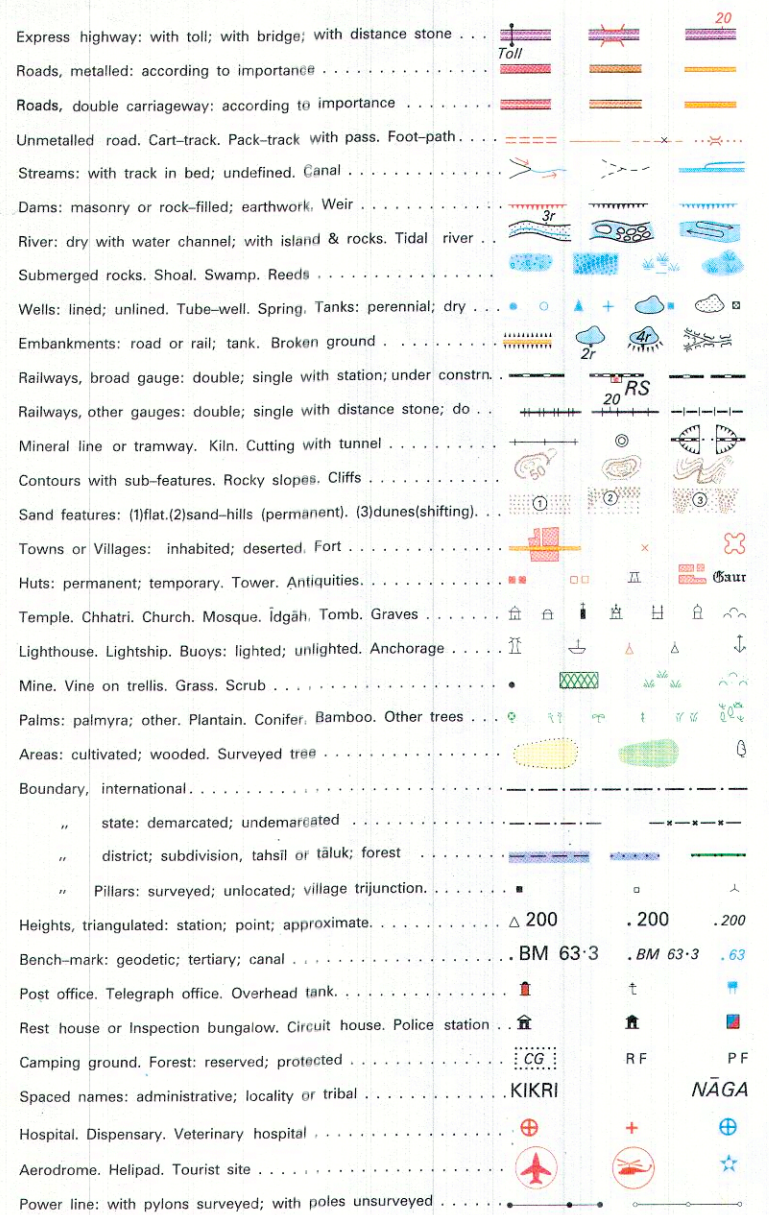 20
Express highway: with toll; with bridge; with distance stone . . .
Toll
Roads, metalled: according to importance . . . . . . . . . . . . . . .
Roads, double carriageway: according to importance . . . . . . . .
Unmetalled road. Cart–track. Pack–track with pass. Foot–path. . . .
Streams: with track in bed; undefined. Canal . . . . . . . . . . . . .
Dams: masonry or rock–filled; earthwork. Weir . . . . . . . . . . . .
3r
River: dry with water channel; with island & rocks. Tidal river . .
Submerged rocks. Shoal. Swamp. Reeds . . . . . . . . . . . . . . .
Wells: lined; unlined. Tube–well. Spring. Tanks: perennial; dry . . .
Embankments: road or rail; tank. Broken ground . . . . . . . . . . 4r
2r
Railways, broad gauge: double; single with station; under constrn. . RS
20
Railways, other gauges: double; single with distance stone; do . .
Mineral line or tramway. Kiln. Cutting with tunnel . . . . . . . . . .
Contours with sub–features. Rocky slopes. Cliffs . . . . . . . . . . . 50
Sand features: (1)flat.(2)sand–hills (permanent). (3)dunes(shifting). . . 1 2 3
Towns or Villages: inhabited; deserted. Fort . . . . . . . . . . . . .
Huts: permanent; temporary. Tower. Antiquities. . . . . . . . . . . . Gaur
Temple. Chhatri. Church. Mosque. Īdgāh. Tomb. Graves . . . . . . .
Lighthouse. Lightship. Buoys: lighted; unlighted. Anchorage . . . . .
Mine. Vine on trellis. Grass. Scrub . . . . . . . . . . . . . . . . . .
Palms: palmyra; other. Plantain. Conifer. Bamboo. Other trees . . .
Areas: cultivated; wooded. Surveyed tree . . . . . . . . . . . . . . .
Boundary, international. . . . . . . . . . . . . . . . . . . . . . . . .
,, state: demarcated; undemarcated . . . . . . . . . . . . .
,, district; subdivision, tahsīl or tāluk; forest . . . . . . . .
,, Pillars: surveyed; unlocated; village trijunction. . . . . . . .
Heights, triangulated: station; point; approximate. . . . . . . . . . . 200 . 200 . 200
Bench–mark: geodetic; tertiary; canal . . . . . . . . . . . . . . . . . . BM 63·3 . BM 63·3 . 63
Post office. Telegraph office. Overhead tank. . . . . . . . . . . . . .
Rest house or Inspection bungalow. Circuit house. Police station . .
Camping ground. Forest: reserved; protected . . . . . . . . . . . . . CG R F P F
Spaced names: administrative; locality or tribal . . . . . . . . . . . . KIKRI NĀGA
Hospital. Dispensary. Veterinary hospital . . . . . . . . . . . . . . .
Aerodrome. Helipad. Tourist site . . . . . . . . . . . . . . . . . . .
Power line: with pylons surveyed; with poles unsurveyed . . . . . .